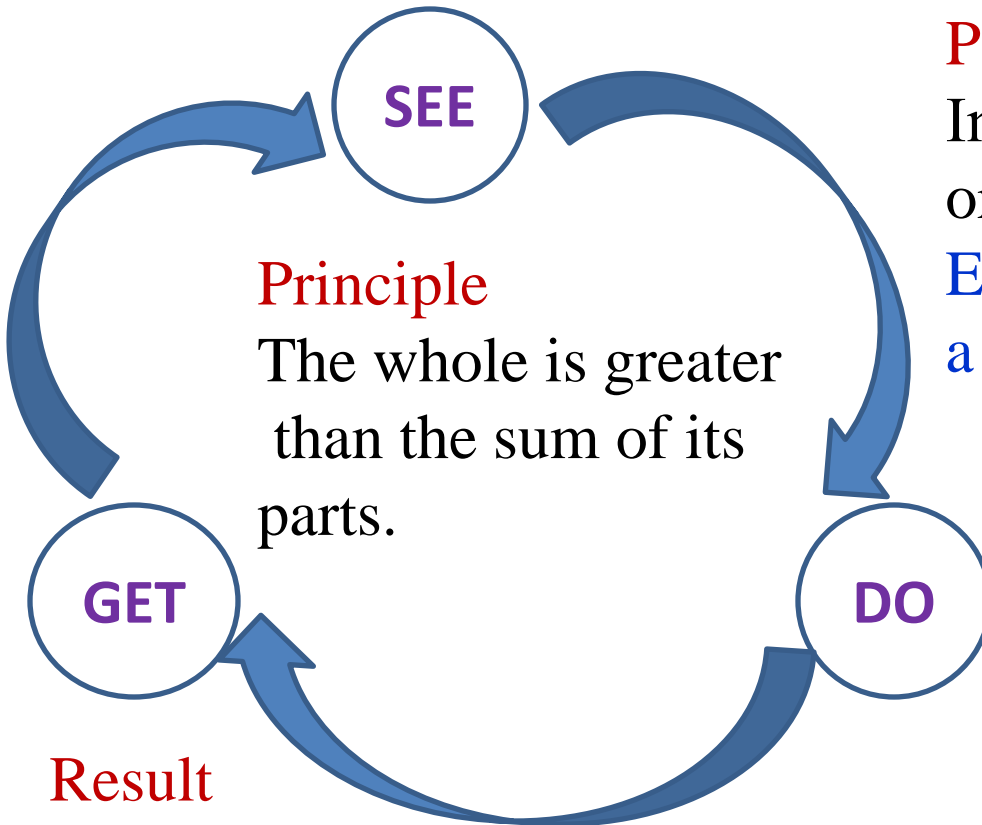 SEE
Principle
The whole is greater
than the sum of its
parts.
GET
DO
Result
a